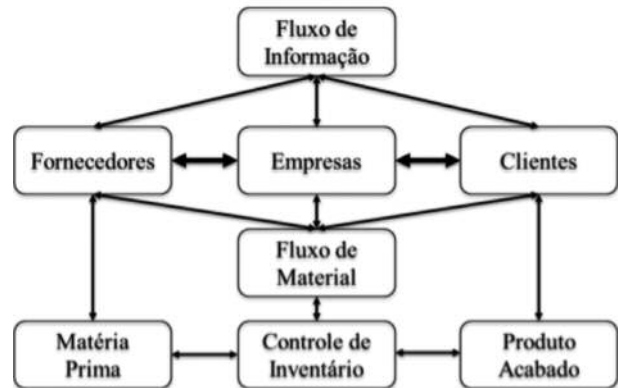 Fluxo de
Informação
Fornecedores
Empresas
Clientes
Fluxo de
Material
Matéria
Prima
Controle de
Inventário
Produto
Acabado